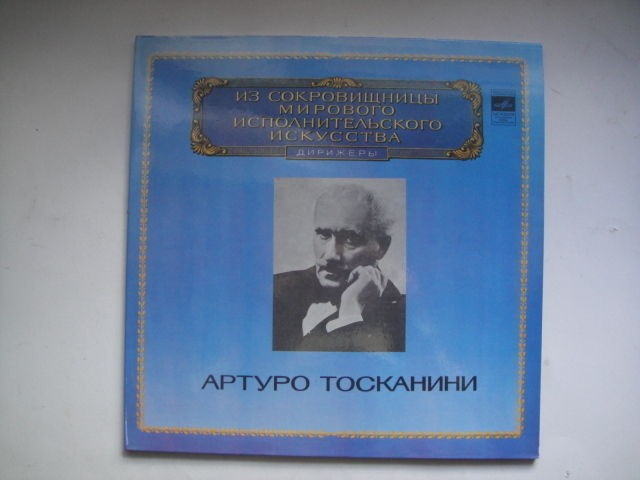 ИЗ СОКРОВИЩНИЦЫ
МИРОВОГО
ИСПОЛНИТЕЛЬСКОГО
ИСКУССТВА
ДИРИЖЕРЫ
АРТУРО ТОСКАНИНИ